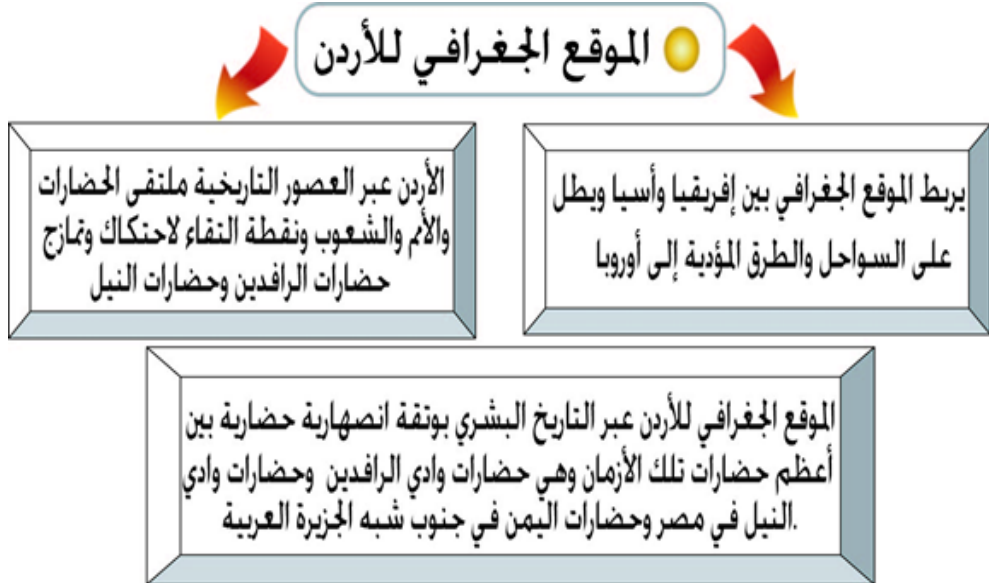 الموقع الجغرافي للأردن
يربط الموقع الجغرافي بين إفريقيا وأسيا ويطل
على السواحل والطرق المؤدية إلى أوروبا
الأردن عبر العصور التاريخية ملتقى الحضارات
والأمم والشعوب ونقطة التقاء لاحتكاك وتمازج
حضارات الرافدين وحضارات النيل
الموقع الجغرافي للأردن عبر التاريخ البشري بوتقة انصهارية حضارية بين
أعظم حضارات تلك الأزمان وهي حضارات وادي الرافدين وحضارات وادي
النيل في مصر وحضارات اليمن في جنوب شبه الجزيرة العربية.